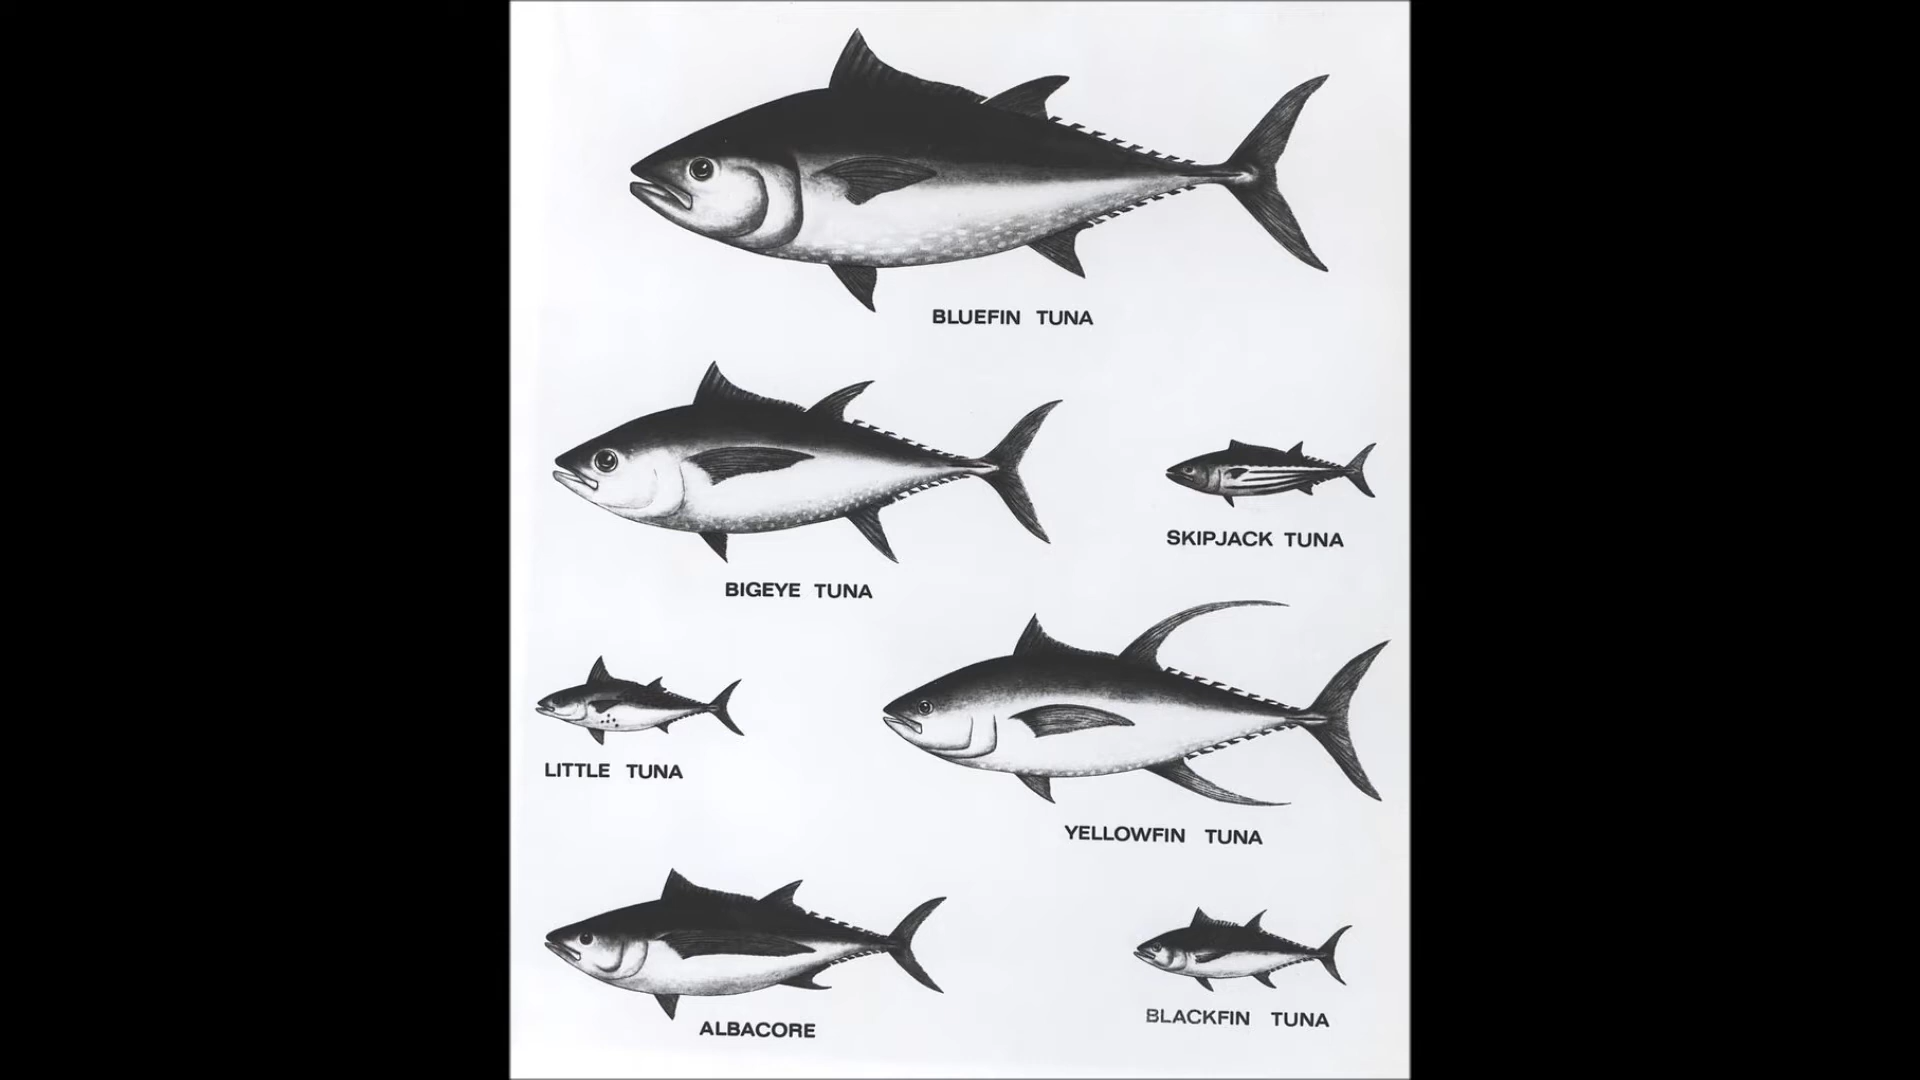 BLUEFIN TUNA
BIGEYE TUNA
SKIPJACK TUNA
LITTLE TUNA
YELLOWFIN TUNA
ALBACORE
BLACKFIN TUNA